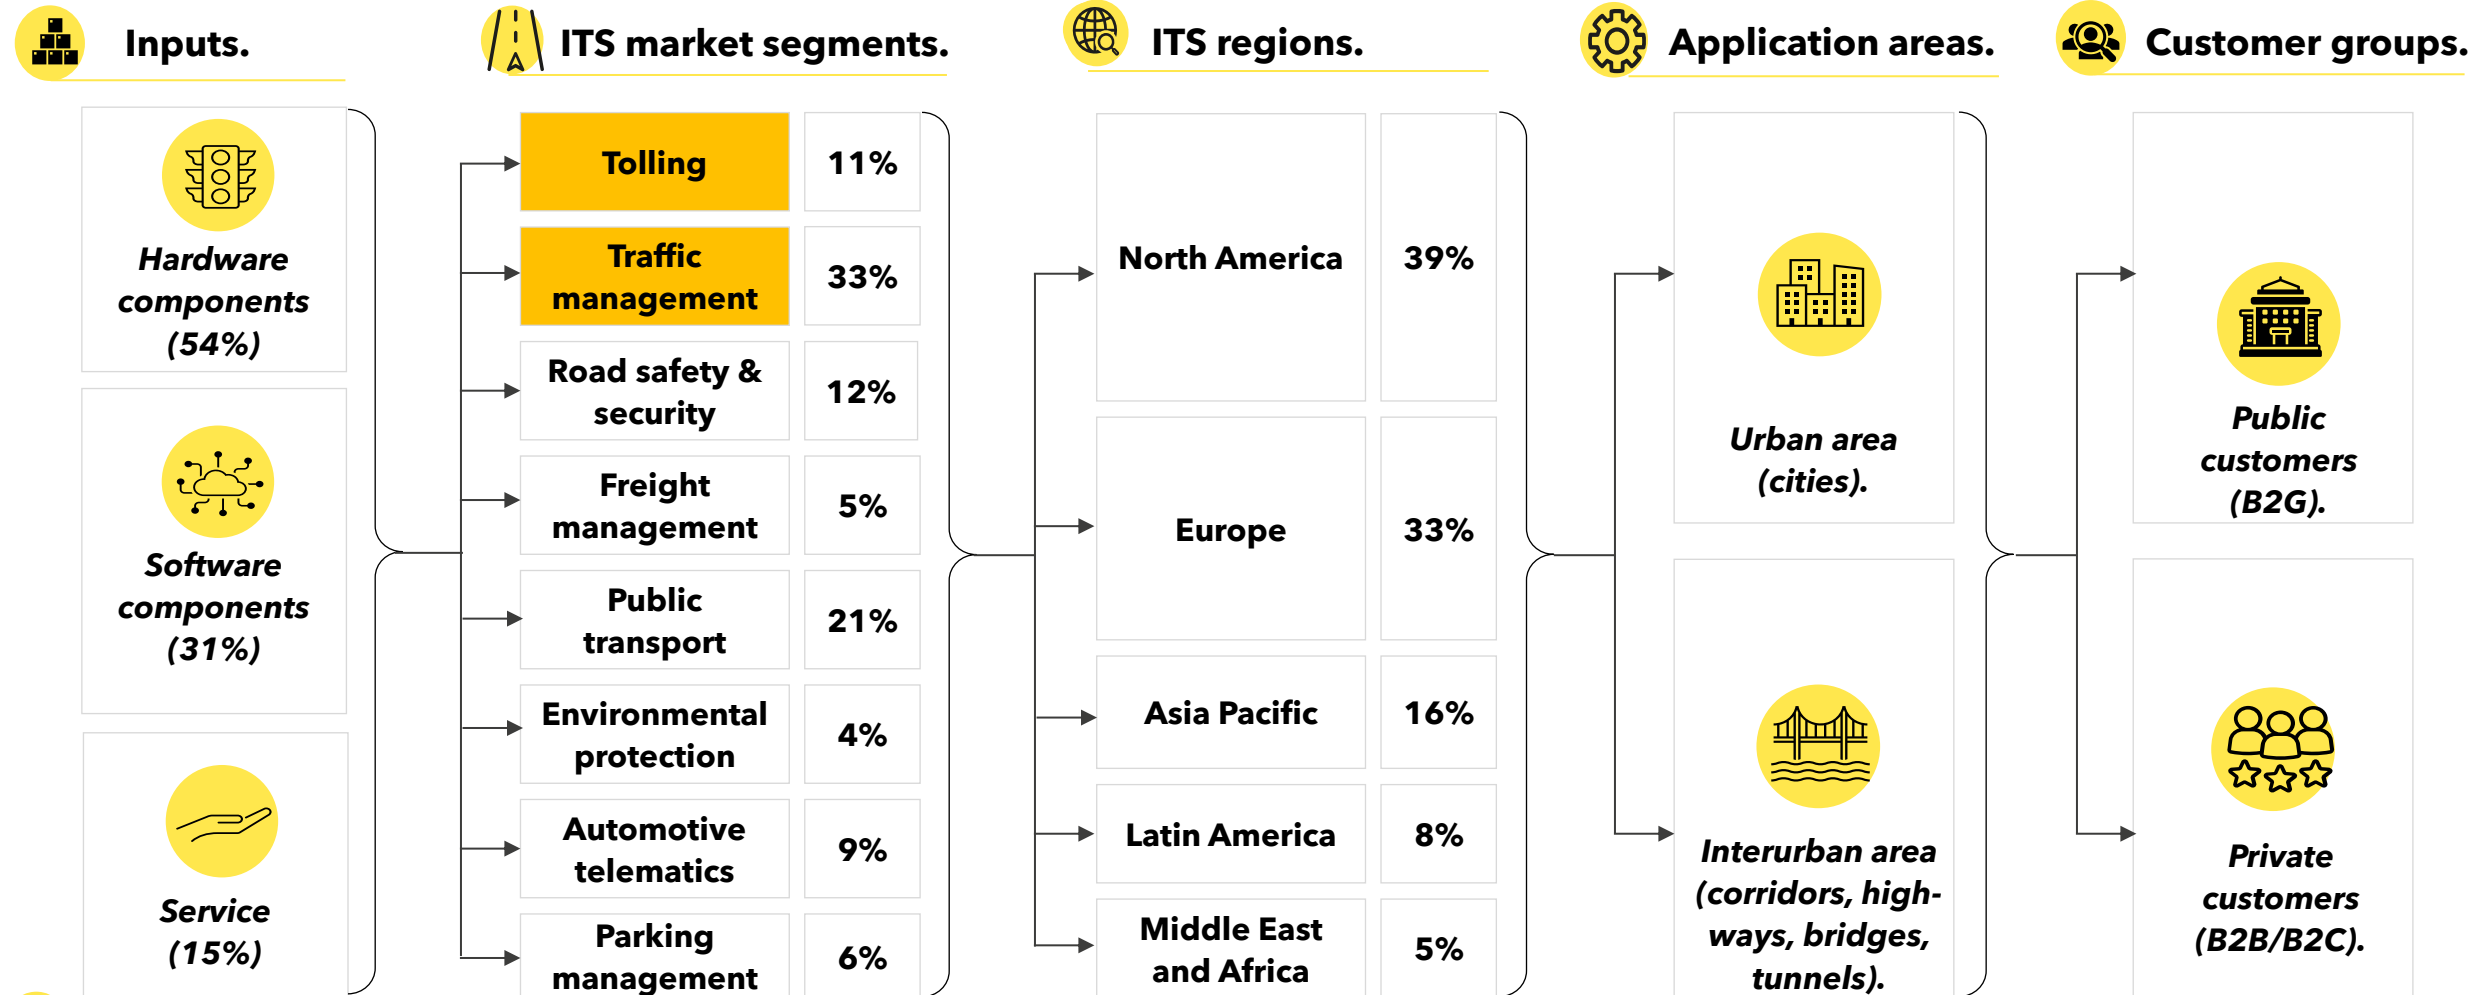 Inputs.
ITS market segments.
ITS regions.
Application areas.
Customer groups.
Hardware
components
(54%)
Software
components
(31%)
Service
(15%)
Tolling
11%
Traffic
management
33%
Road safety &
security
12%
Freight
management
5%
Public
transport
21%
Environmental
protection
4%
Automotive
telematics
9%
Parking
management
6%
North America
39%
Europe
33%
Asia Pacific
16%
Latin America
8%
Middle East
and Africa
5%
Urban area
(cities).
Interurban area
(corridors, high-
ways, bridges,
tunnels).
Public
customers
(B2G).
Private
customers
(B2B/B2C).